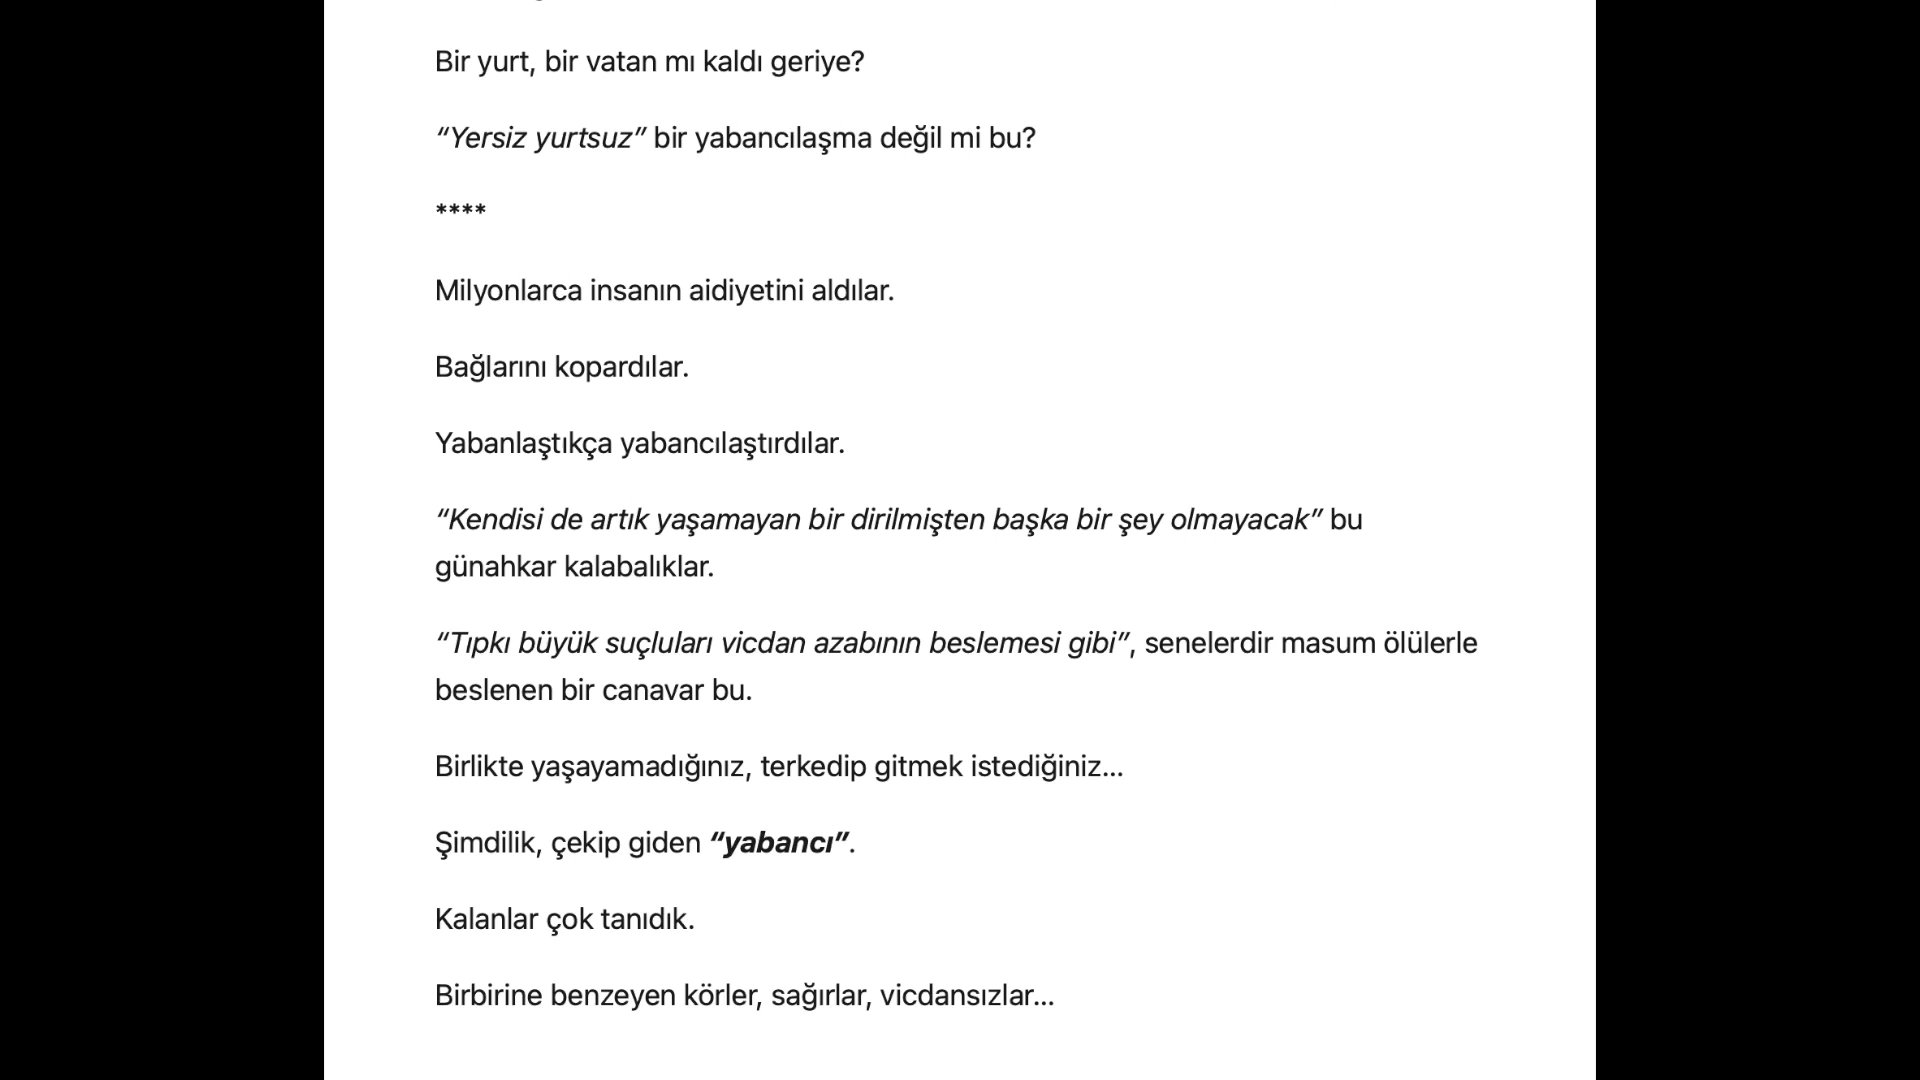 Bir yurt, bir vatan mı kaldı geriye?
“Yersiz yurtsuz” bir yabancılaşma değil mi bu?
****
Milyonlarca insanın aidiyetini aldılar.
Bağlarını kopardılar.
Yabanlaştıkça yabancılaştırdılar.
“Kendisi de artık yaşamayan bir dirilmişten başka bir şey olmayacak” bu
günahkar kalabalıklar.
“Tıpkı büyük suçluları vicdan azabının beslemesi gibi”, senelerdir masum ölülerle
beslenen bir canavar bu.
Birlikte yaşayamadığınız, terkedip gitmek istediğiniz…
Şimdilik, çekip giden “yabancı”.
Kalanlar çok tanıdık.
Birbirine benzeyen körler, sağırlar, vicdansızlar…